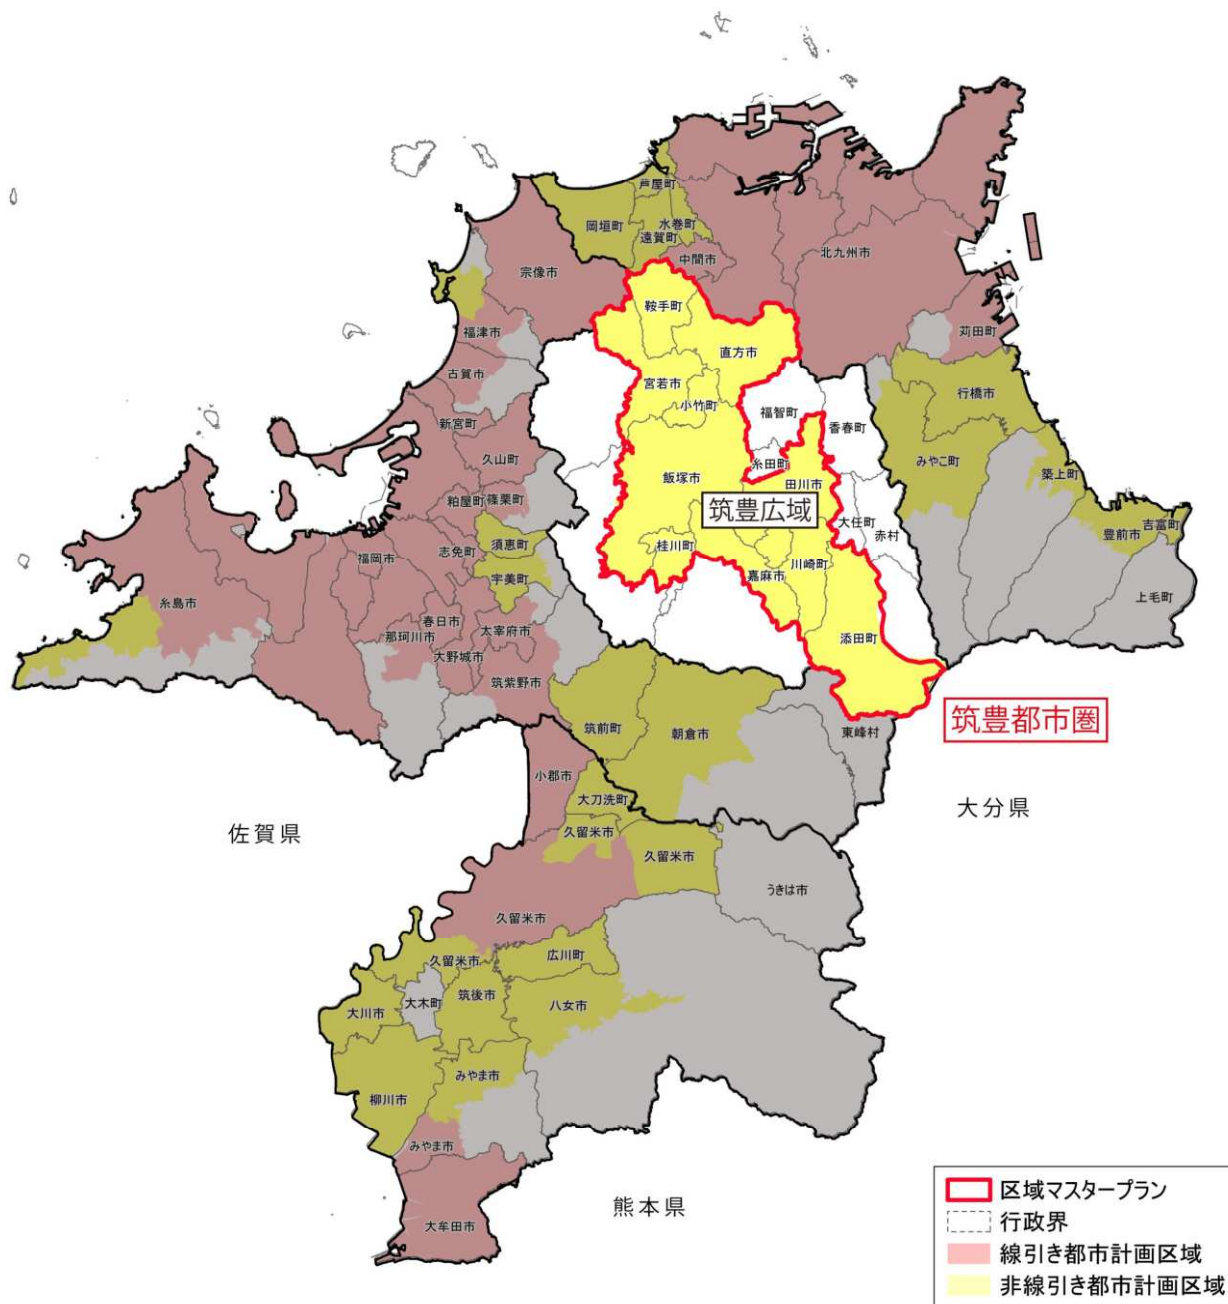 芦屋町
岡垣町
水巻町
遠賀町
中間市
北九州市
宗像市
鞍手町
苅田町
福津市
直方市
古賀市
宮若市
行橋市
小竹町
福智町
新宮町
香春町
久山町
みやこ町
糸田町
築上町
飯塚市
田川市
粕屋町
篠栗町
筑豊広域
大任町
吉富町
須恵町
豊前市
赤村
志免町
桂川町
福岡市
川崎町
宇美町
嘉麻市
上毛町
糸島市
春日市
太宰府市
那珂川市
添田町
大野城市
筑紫野市
筑豊都市圏
筑前町
朝倉市
東峰村
小郡市
大刀洗町
大分県
佐賀県
久留米市
久留米市
うきは市
久留米市
広川町
久留米市
筑後市
大木町
八女市
大川市
みやま市
柳川市
みやま市
熊本県
大牟田市
区域マスタープラン
行政界
線引き都市計画区域
非線引き都市計画区域